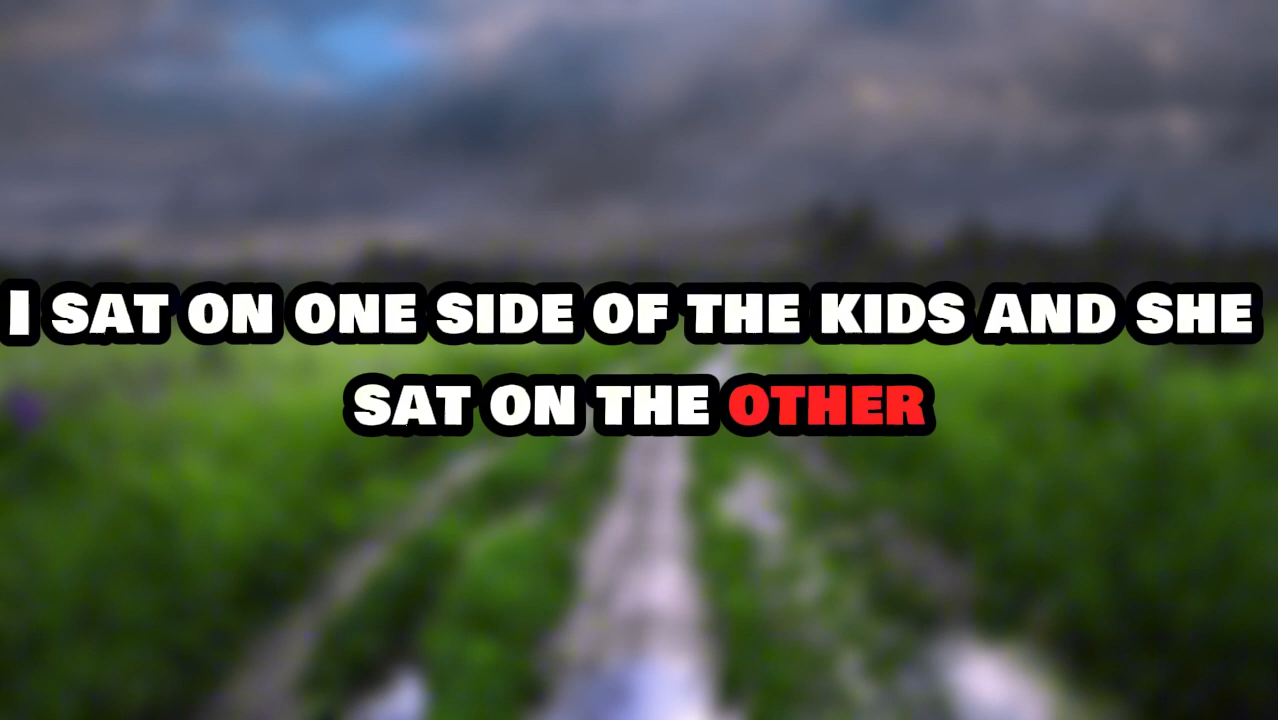 I SAT ON ONE SIDE OF THE KIDS AND SHE
SAT ON THE OTHER